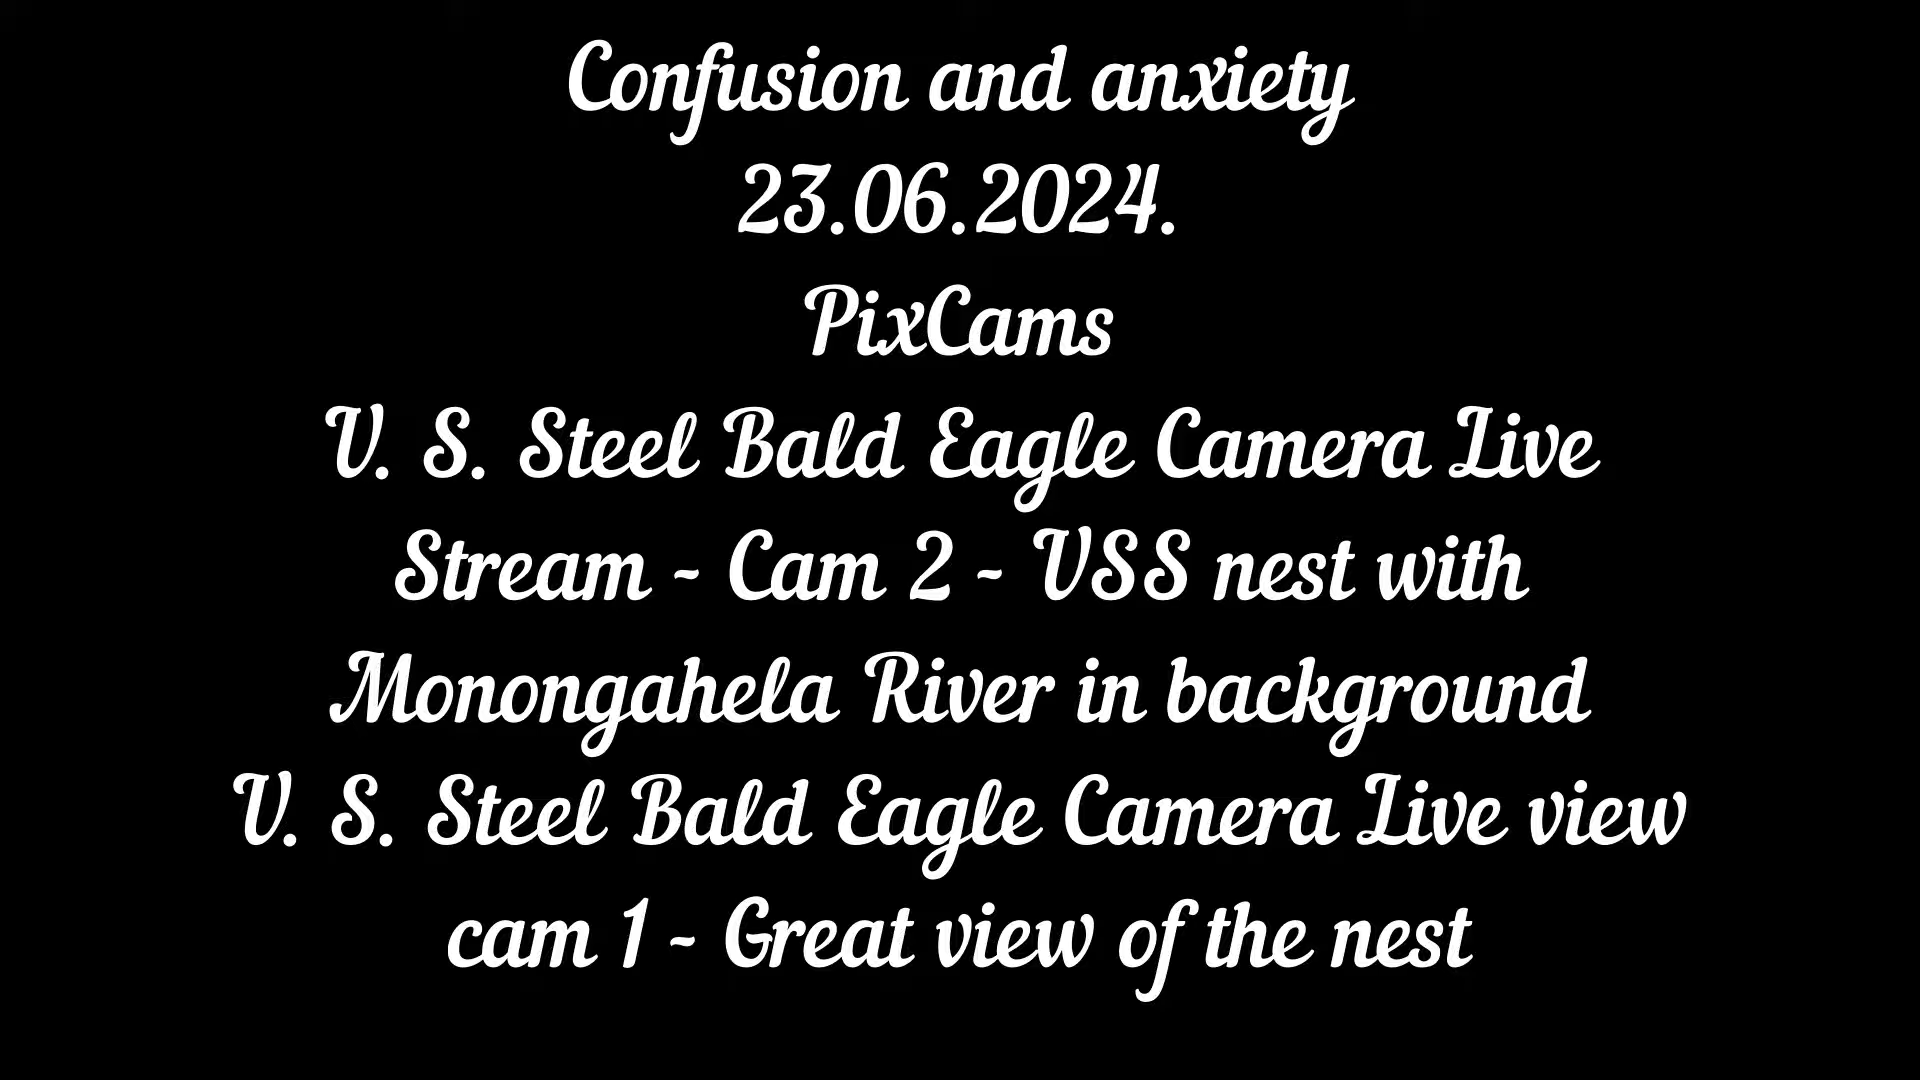 Confusion and anxiety
23.06.2024.
PixCams
U. S. Steel Bald Eagle Camera Live
Stream - Cam 2 - USS nest with
Monongahela River in background
U. S. Steel Bald Eagle Camera Live view
cam 1 - Great view of the nest